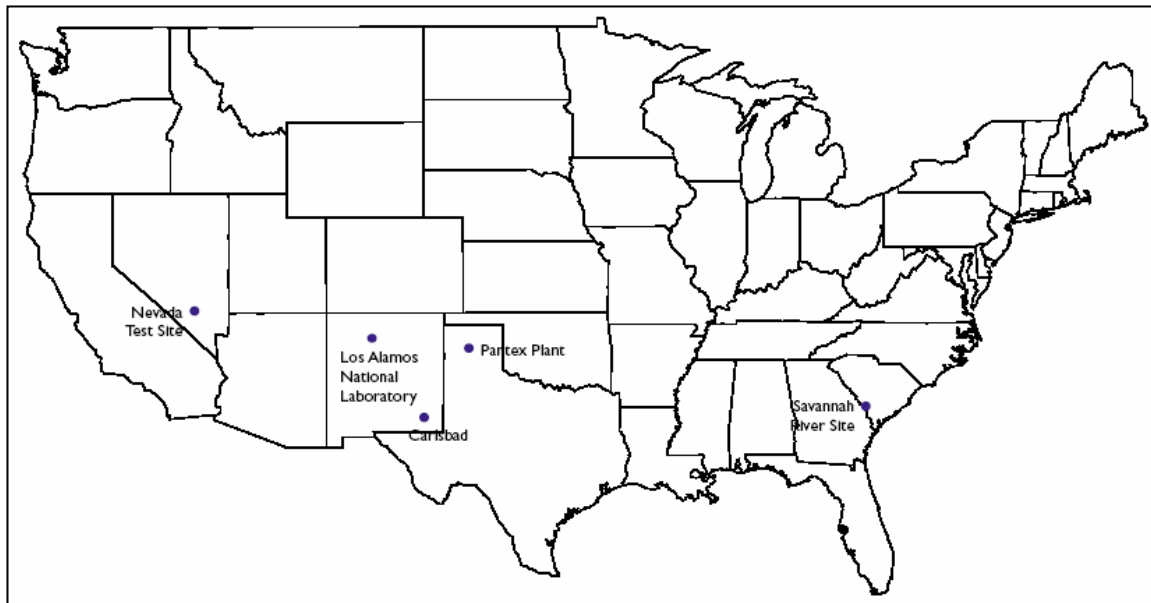 Nevada
Test Site
Los Alamos
National
Laboratory
Pantex Plant
Carlsbad
Savannah
River Site